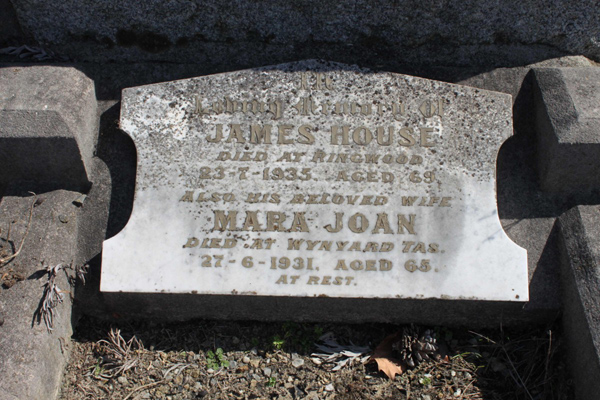 In
Loving Memory of
JAMES HOUSE
DIED AT RINGWOOD
23-7-1935. AGED 69.
ALSO HIS BELOVED WIFE
MARA JOAN
DIED AT WYNYARD TAS.
27-6-1931. AGED 65.
AT REST.